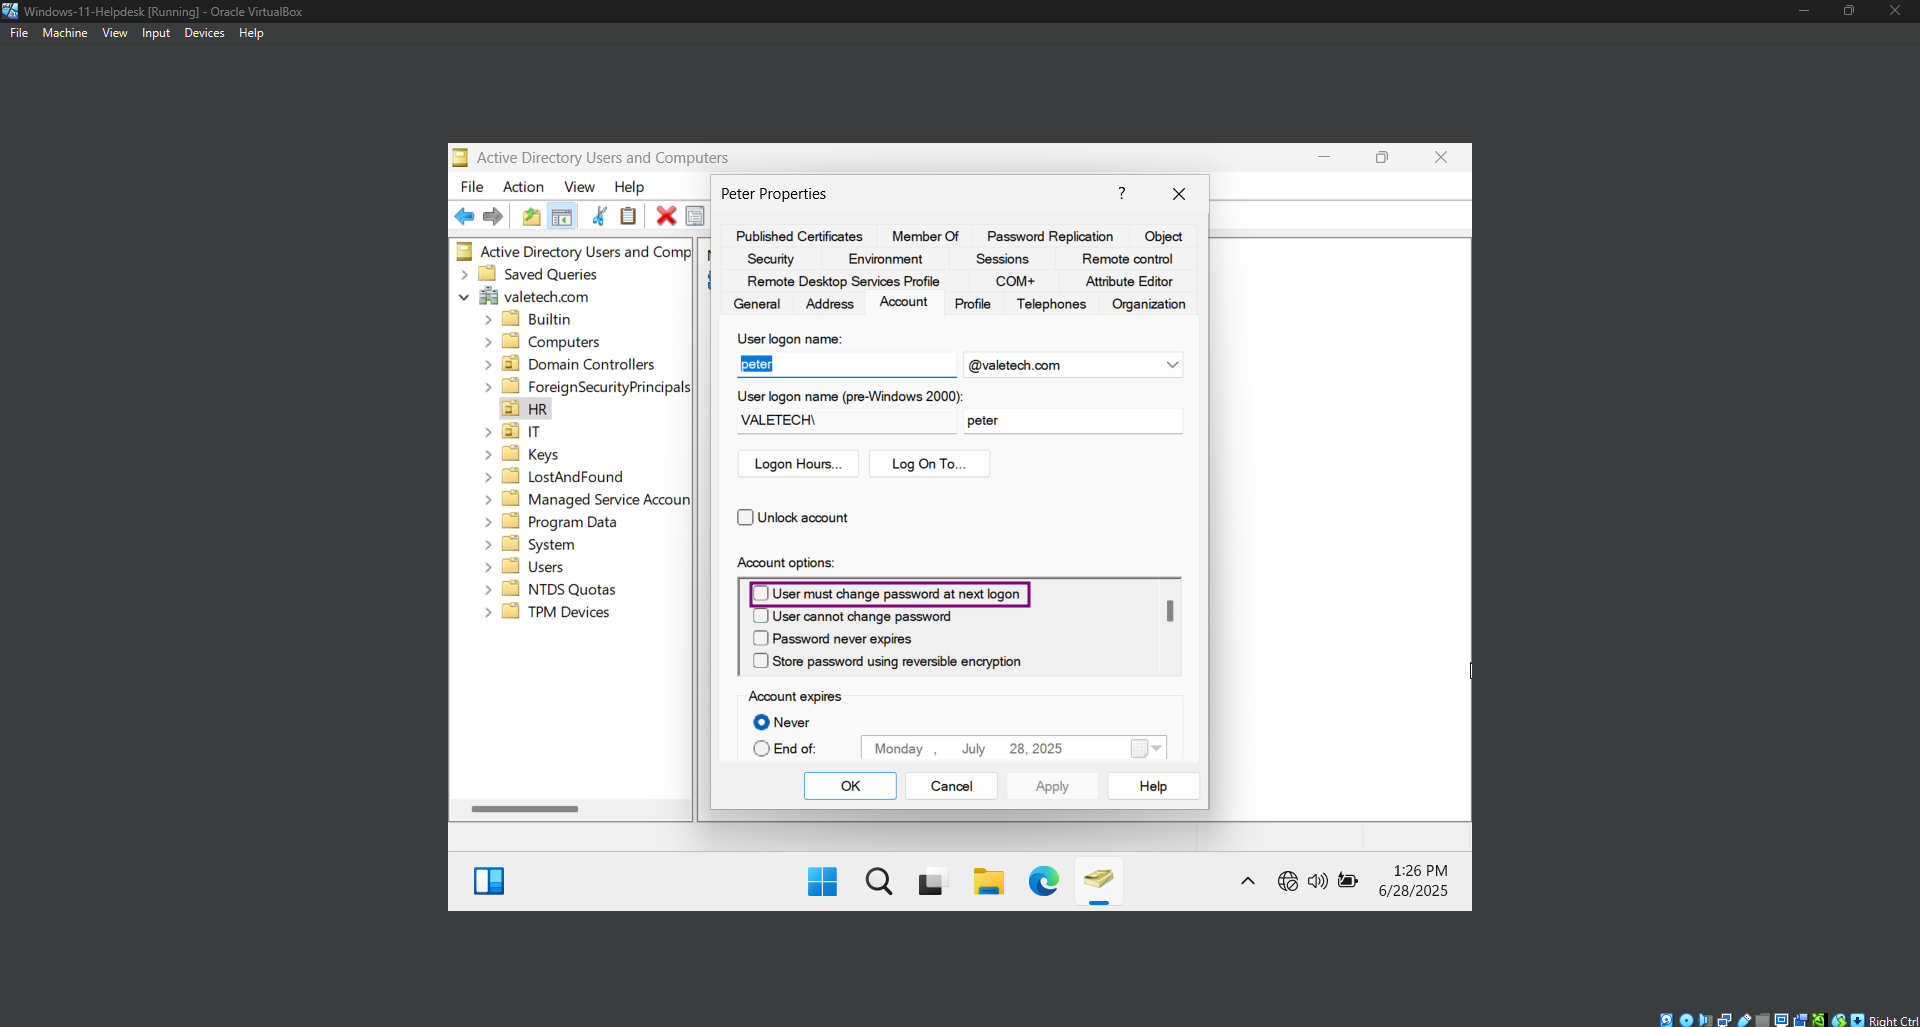 Windows-11-Helpdesk [Running] - Oracle VirtualBox
File Machine View Input Devices Help
Active Directory Users and Computers
File Action View Help
Peter Properties
?
Active Directory Users and Comp
Saved Queries
valetech.com
Builtin
Computers
Domain Controllers
ForeignSecurityPrincipals
HR
IT
Keys
LostAndFound
Managed Service Accoun
Program Data
System
Users
NTDS Quotas
TPM Devices
Published Certificates Member Of Password Replication Object
Security Environment Sessions Remote control
Remote Desktop Services Profile COM+ Attribute Editor
General Address Account Profile Telephones Organization
User logon name:
peter @valetech.com
User logon name (pre-Windows 2000):
VALETECH\ peter
Logon Hours... Log On To...
Unlock account
Account options:
User must change password at next logon
User cannot change password
Password never expires
Store password using reversible encryption
Account expires
Never
End of: Monday , July 28, 2025
OK Cancel Apply Help
1:26 PM
6/28/2025
Right Ctrl